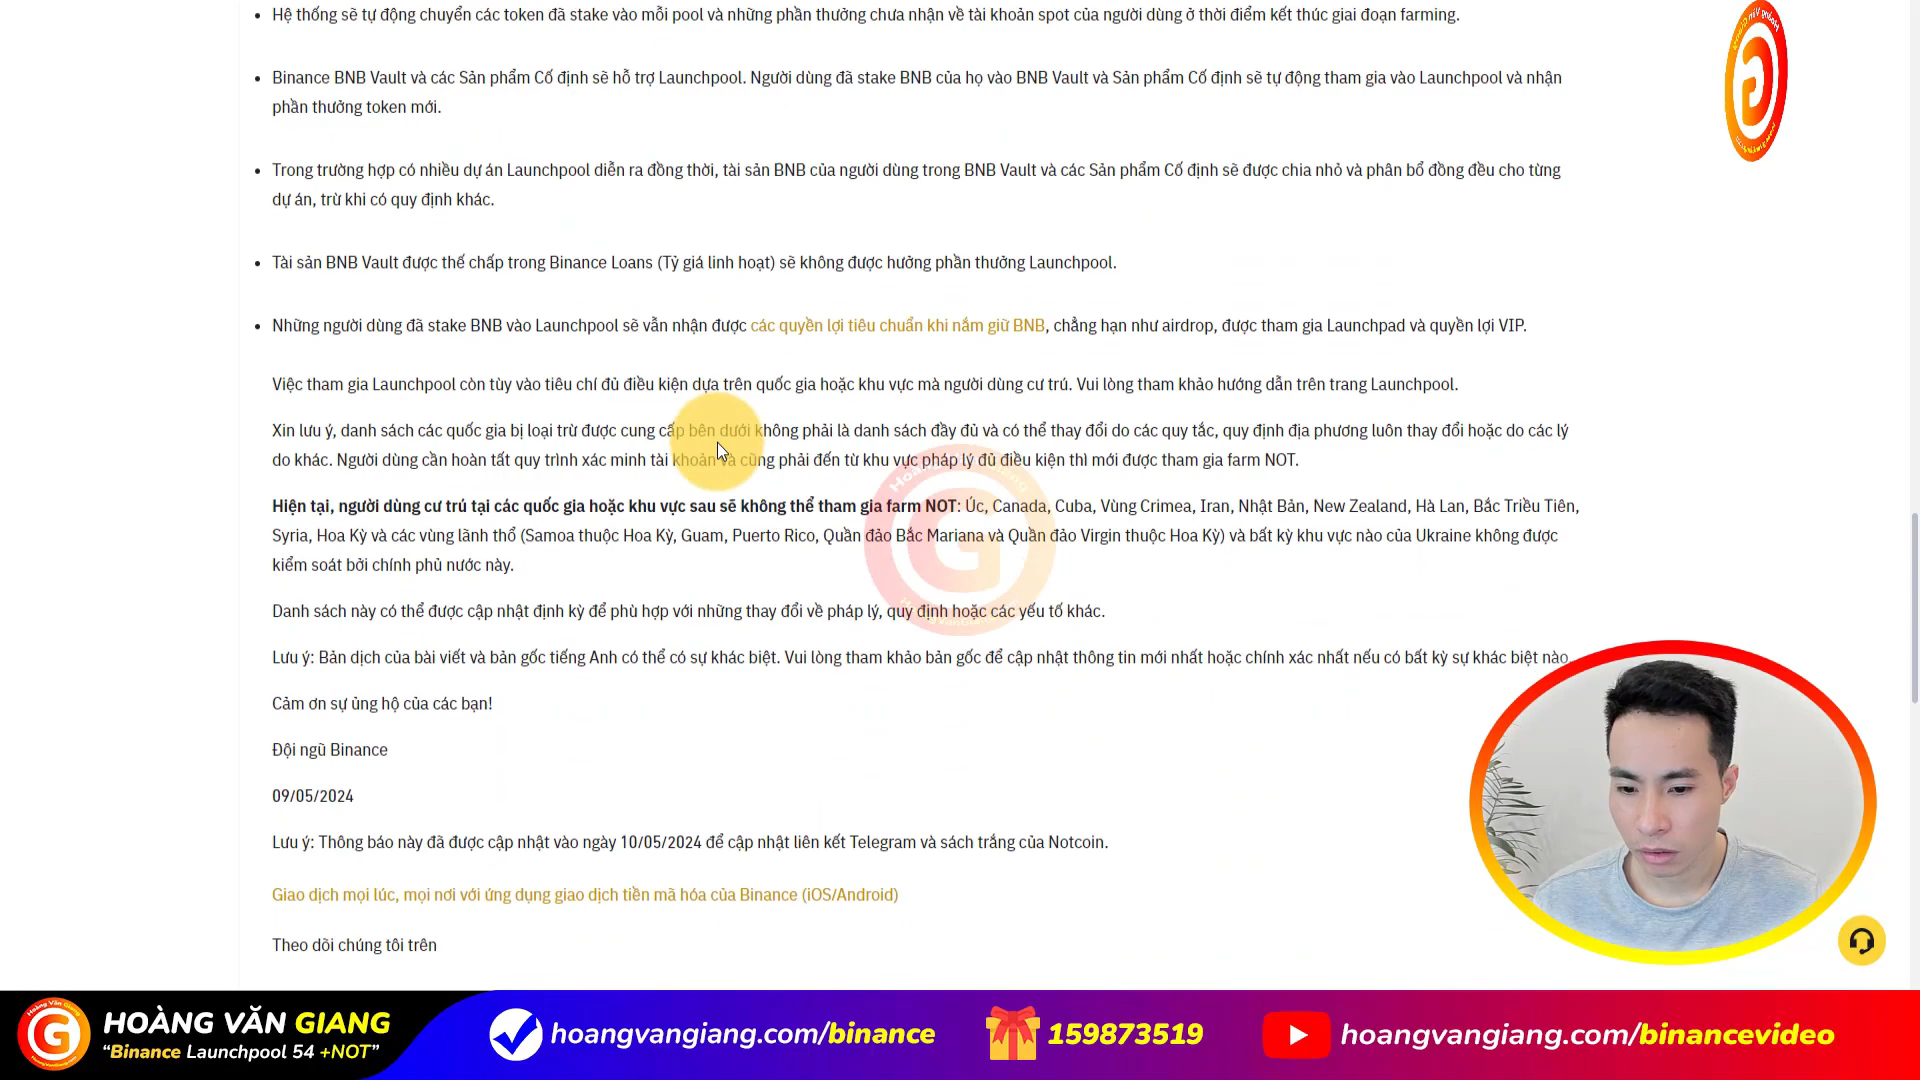 Hệ thống sẽ tự động chuyển các token đã stake vào mỗi pool và những phần thưởng chưa nhận về tài khoản spot của người dùng ở thời điểm kết thúc giai đoạn farming.
Binance BNB Vault và các Sản phẩm Cố định sẽ hỗ trợ Launchpool. Người dùng đã stake BNB của họ vào BNB Vault và Sản phẩm Cố định sẽ tự động tham gia vào Launchpool và nhận
phần thưởng token mới.
Trong trường hợp có nhiều dự án Launchpool diễn ra đồng thời, tài sản BNB của người dùng trong BNB Vault và các Sản phẩm Cố định sẽ được chia nhỏ và phân bổ đồng đều cho từng
dự án, trừ khi có quy định khác.
Tài sản BNB Vault được thế chấp trong Binance Loans (Tỷ giá linh hoạt) sẽ không được hưởng phần thưởng Launchpool.
Những người dùng đã stake BNB vào Launchpool sẽ vẫn nhận được các quyền lợi tiêu chuẩn khi nắm giữ BNB, chẳng hạn như airdrop, được tham gia Launchpad và quyền lợi VIP.
Việc tham gia Launchpool còn tùy vào tiêu chí đủ điều kiện dựa trên quốc gia hoặc khu vực mà người dùng cư trú. Vui lòng tham khảo hướng dẫn trên trang Launchpool.
Xin lưu ý, danh sách các quốc gia bị loại trừ được cung cấp bên dưới không phải là danh sách đầy đủ và có thể thay đổi do các quy tắc, quy định địa phương luôn thay đổi hoặc do các lý
do khác. Người dùng cần hoàn tất quy trình xác minh tài khoản và cũng phải đến từ khu vực pháp lý đủ điều kiện thì mới được tham gia farm NOT.
Hiện tại, người dùng cư trú tại các quốc gia hoặc khu vực sau sẽ không thể tham gia farm NOT: Úc, Canada, Cuba, Vùng Crimea, Iran, Nhật Bản, New Zealand, Hà Lan, Bắc Triều Tiên,
Syria, Hoa Kỳ và các vùng lãnh thổ (Samoa thuộc Hoa Kỳ, Guam, Puerto Rico, Quần đảo Bắc Mariana và Quần đảo Virgin thuộc Hoa Kỳ) và bất kỳ khu vực nào của Ukraine không được
kiểm soát bởi chính phủ nước này.
Danh sách này có thể được cập nhật định kỳ để phù hợp với những thay đổi về pháp lý, quy định hoặc các yếu tố khác.
Lưu ý: Bản dịch của bài viết và bản gốc tiếng Anh có thể có sự khác biệt. Vui lòng tham khảo bản gốc để cập nhật thông tin mới nhất hoặc chính xác nhất nếu có bất kỳ sự khác biệt nào
Cảm ơn sự ủng hộ của các bạn!
Đội ngũ Binance
09/05/2024
Lưu ý: Thông báo này đã được cập nhật vào ngày 10/05/2024 để cập nhật liên kết Telegram và sách trắng của Notcoin.
Giao dịch mọi lúc, mọi nơi với ứng dụng giao dịch tiền mã hóa của Binance (iOS/Android)
Theo dõi chúng tôi trên
HOÀNG VĂN GIANG
"Binance Launchpool 54 +NOT"
hoangvangiang.com/binance
159873519
hoangvangiang.com/binancevideo